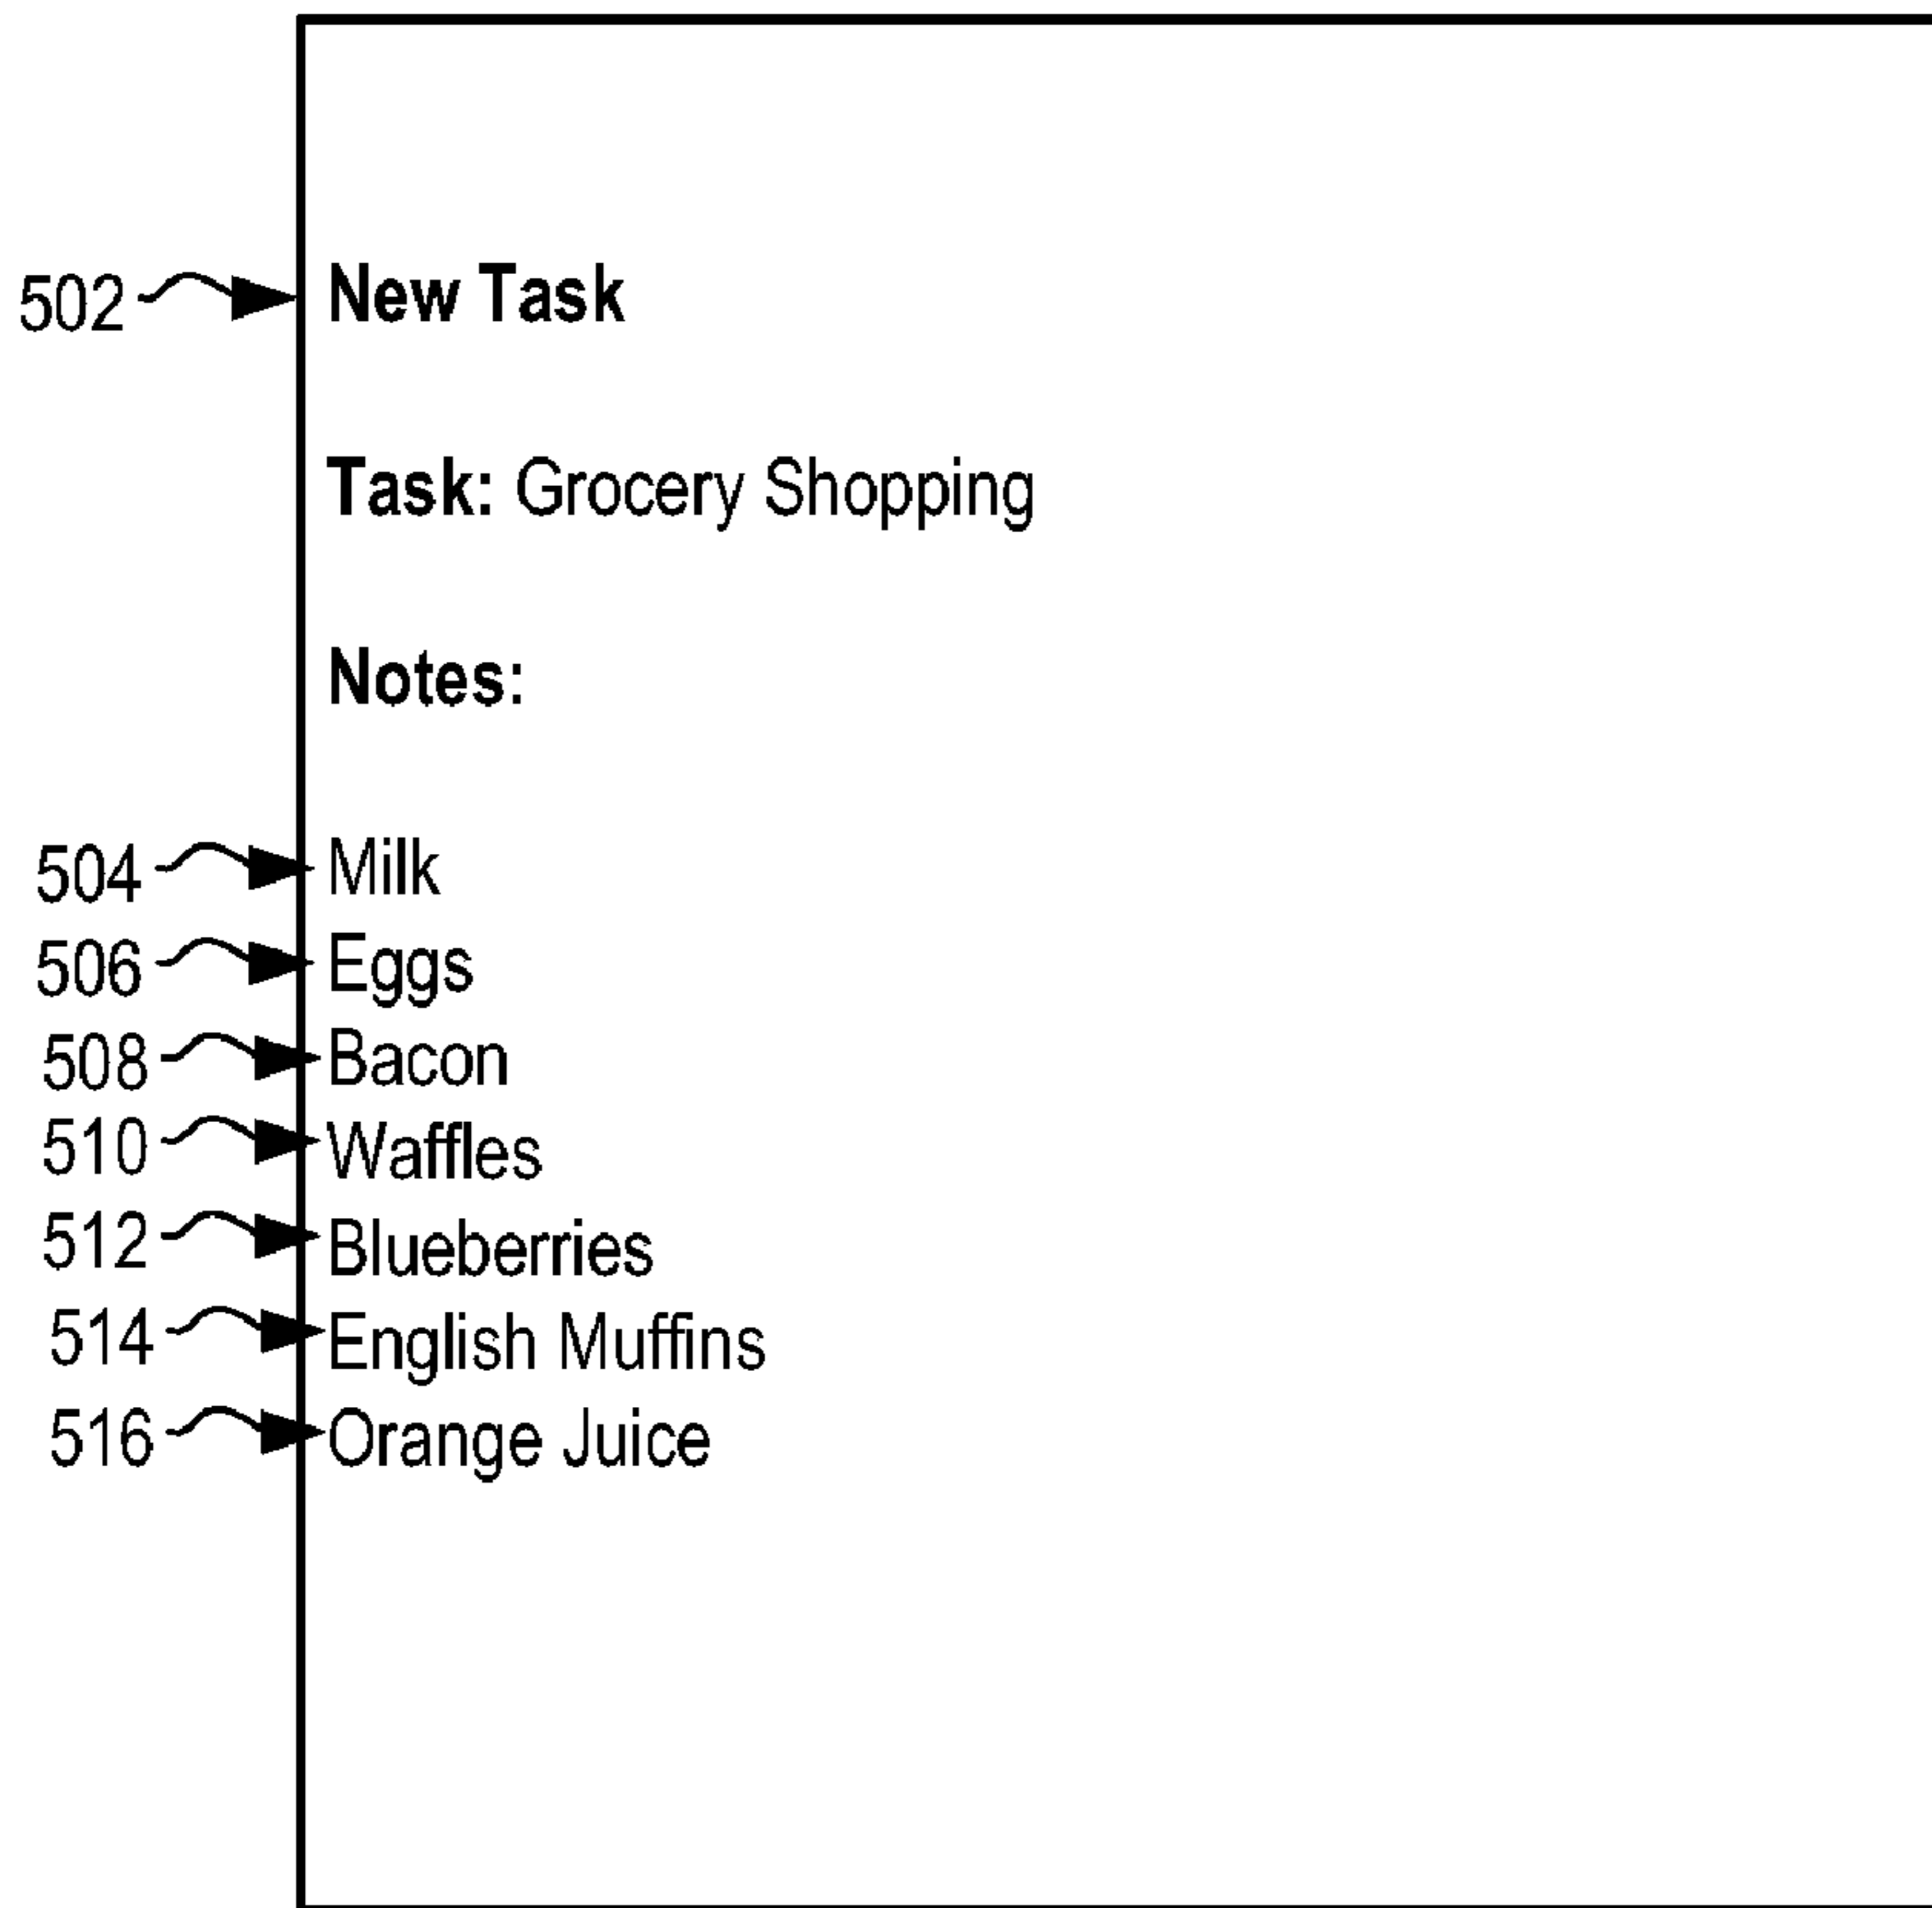 502 New Task
Task: Grocery Shopping
Notes:
504 Milk
506 Eggs
508 Bacon
510 Waffles
512 Blueberries
514 English Muffins
516 Orange Juice